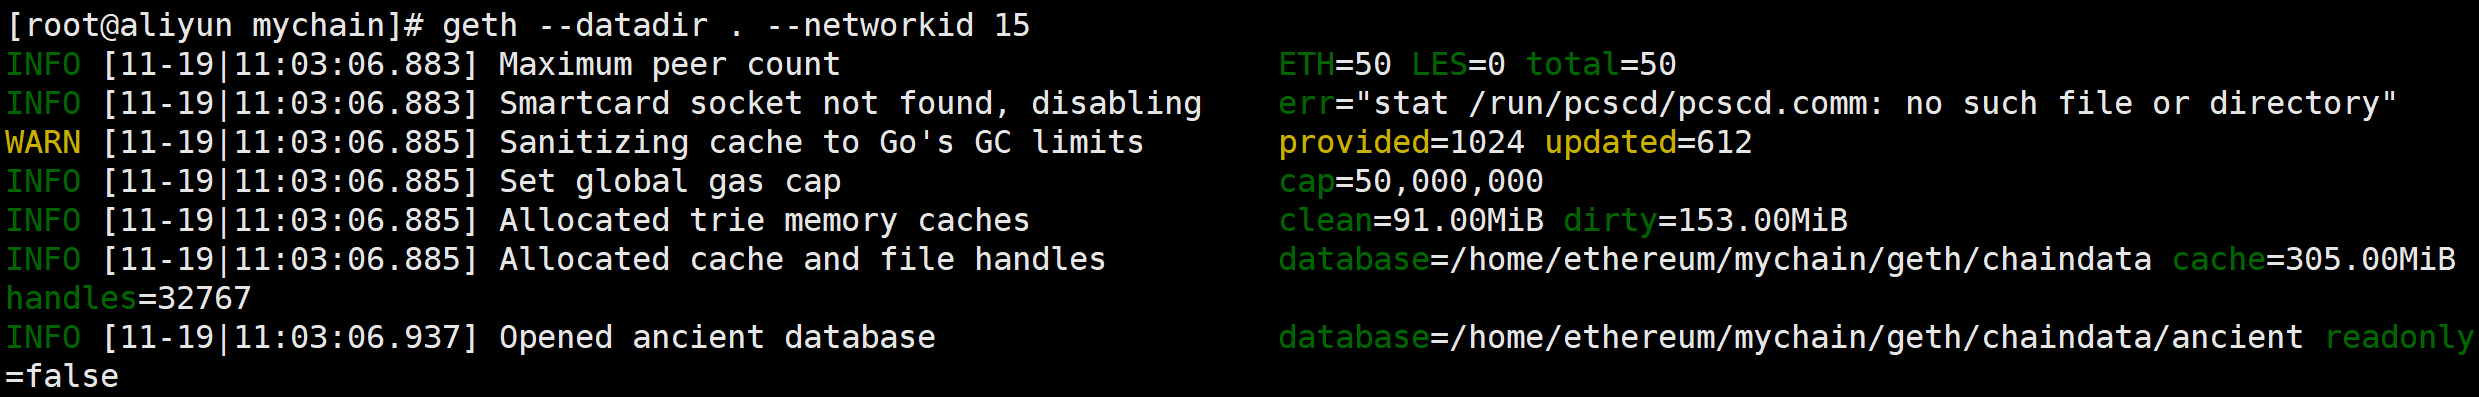 [root@aliyun mychain]# geth --datadir . --networkid 15
INFO [11-19|11:03:06.883] Maximum peer count                       ETH=50 LES=0 total=50
INFO [11-19|11:03:06.883] Smartcard socket not found, disabling    err="stat /run/pcscd/pcscd.comm: no such file or directory"
WARN [11-19|11:03:06.885] Sanitizing cache to Go's GC limits       provided=1024 updated=612
INFO [11-19|11:03:06.885] Set global gas cap                       cap=50,000,000
INFO [11-19|11:03:06.885] Allocated trie memory caches             clean=91.00MiB dirty=153.00MiB
INFO [11-19|11:03:06.885] Allocated cache and file handles         database=/home/ethereum/mychain/geth/chaindata cache=305.00MiB
handles=32767
INFO [11-19|11:03:06.937] Opened ancient database                  database=/home/ethereum/mychain/geth/chaindata/ancient readonly
=false